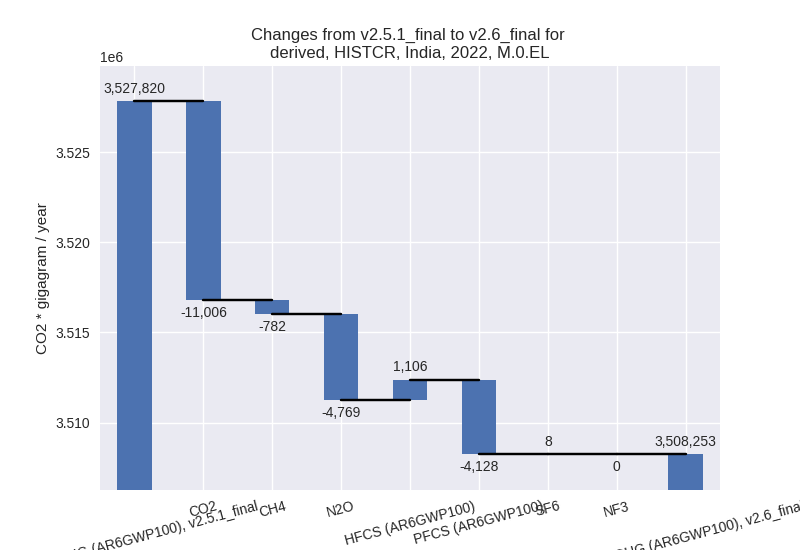 Changes from v2.5.1_final to v2.6_final for
derived, HISTCR, India, 2022, M.0.EL
1e6
3,527,820
3.525
3.520
3.515
3.510
CO2 * gigagram / year
-11,006
-782
-4,769
1,106
-4,128
8
0
3,508,253
(AR6GWP100), v2.5.1_final
CO2
CH4
N2O
HFCS (AR6GWP100)
PFCS (AR6GWP100)
SF6
NF3
(AR6GWP100), v2.6_final